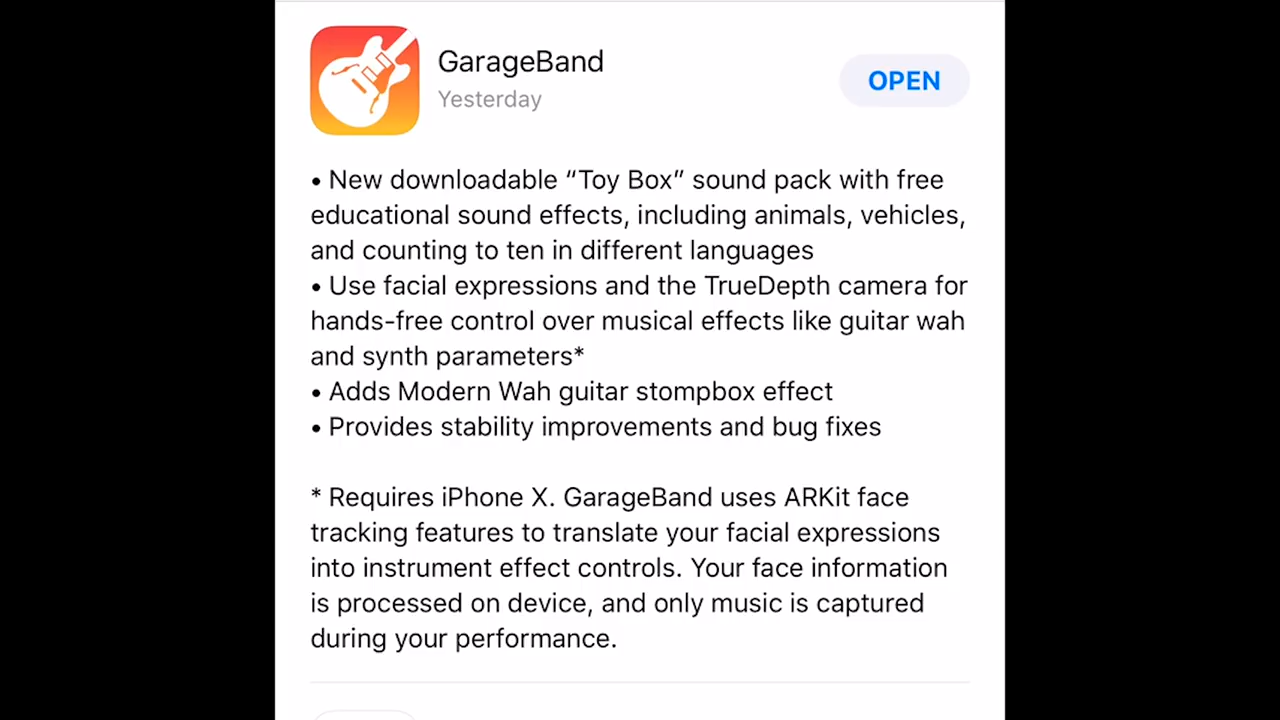 GarageBand
Yesterday
OPEN
• New downloadable “Toy Box” sound pack with free
educational sound effects, including animals, vehicles,
and counting to ten in different languages
• Use facial expressions and the TrueDepth camera for
hands-free control over musical effects like guitar wah
and synth parameters*
• Adds Modern Wah guitar stompbox effect
• Provides stability improvements and bug fixes
* Requires iPhone X. GarageBand uses ARKit face
tracking features to translate your facial expressions
into instrument effect controls. Your face information
is processed on device, and only music is captured
during your performance.